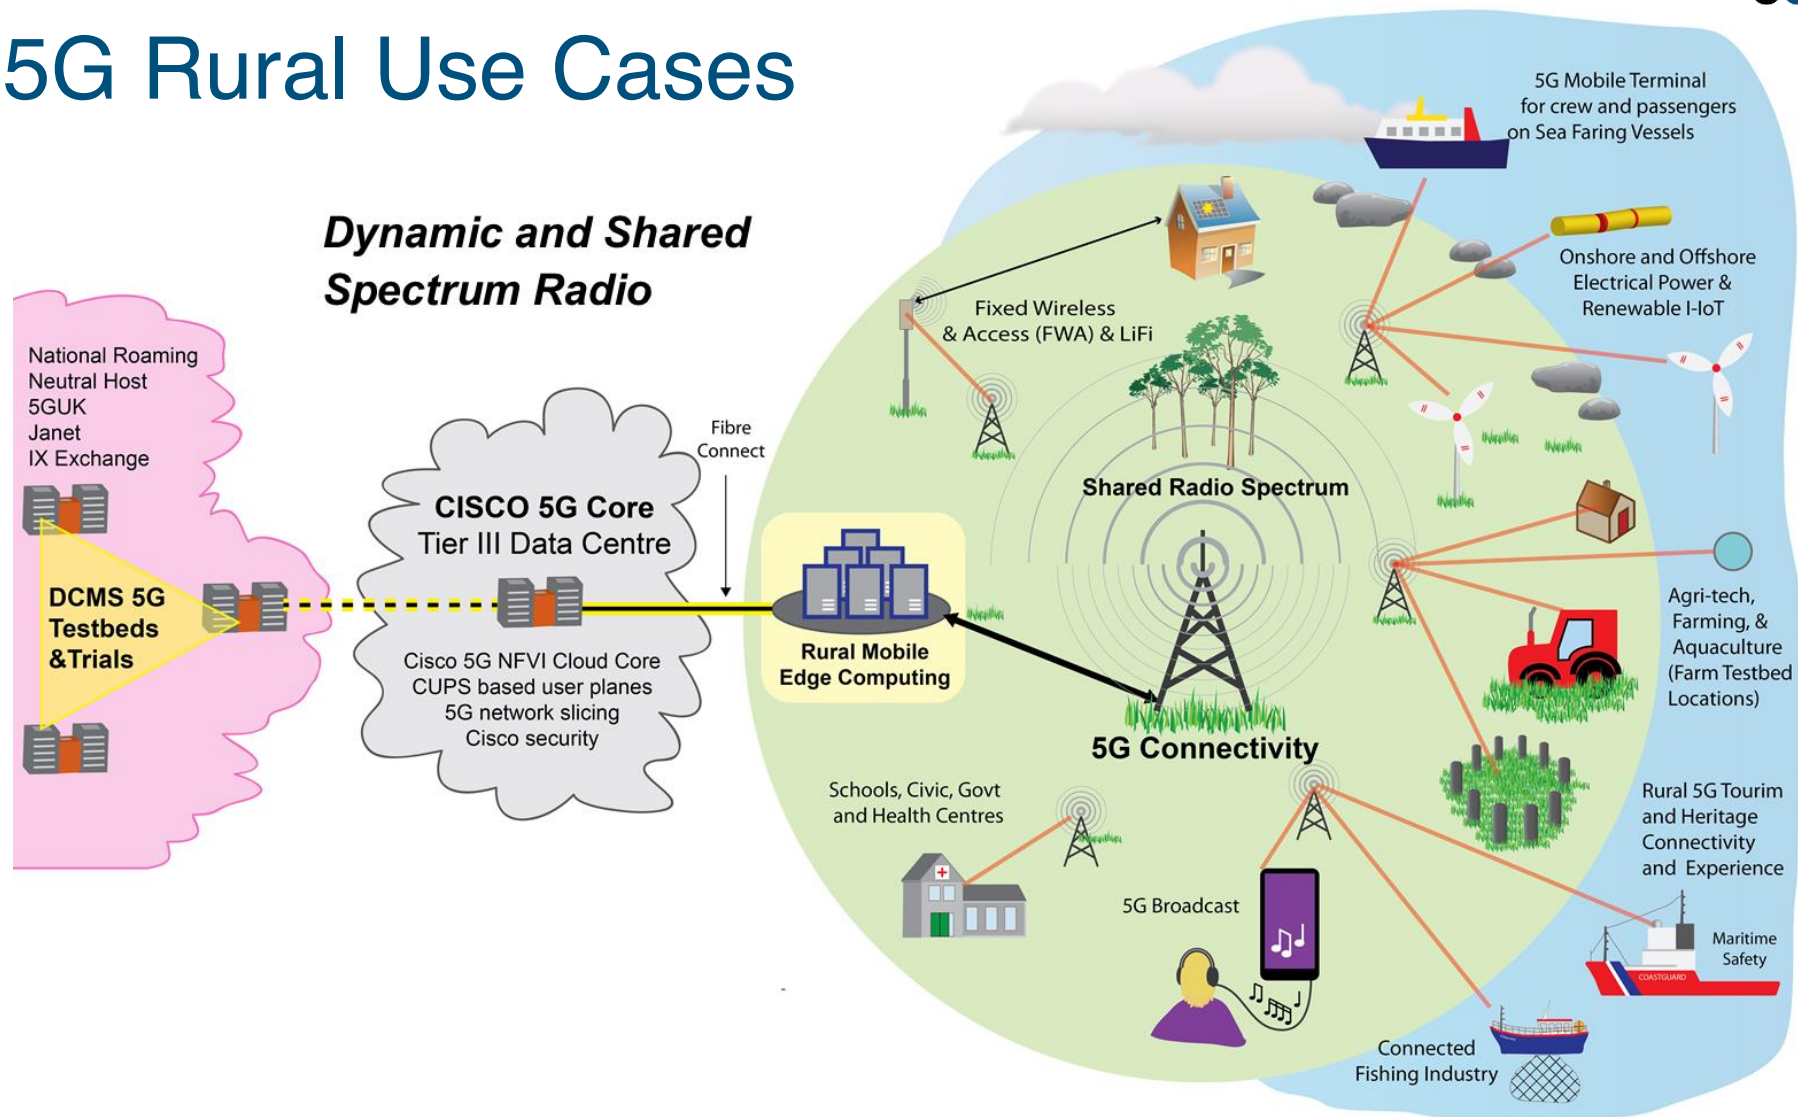 5G Rural Use Cases
Dynamic and Shared
Spectrum Radio
National Roaming
Neutral Host
5GUK
Janet
IX Exchange
DCMS 5G
Testbeds
&Trials
CISCO 5G Core
Tier III Data Centre
Cisco 5G NFVI Cloud Core
CUPS based user planes
5G network slicing
Cisco security
Fibre
Connect
Rural Mobile
Edge Computing
Fixed Wireless
& Access (FWA) & LiFi
Shared Radio Spectrum
5G Connectivity
Schools, Civic, Govt
and Health Centres
5G Broadcast
5G Mobile Terminal
for crew and passengers
on Sea Faring Vessels
Onshore and Offshore
Electrical Power &
Renewable I-IoT
Agri-tech,
Farming, &
Aquaculture
(Farm Testbed
Locations)
Rural 5G Tourim
and Heritage
Connectivity
and Experience
Maritime
Safety
COASTGUARD
Connected
Fishing Industry